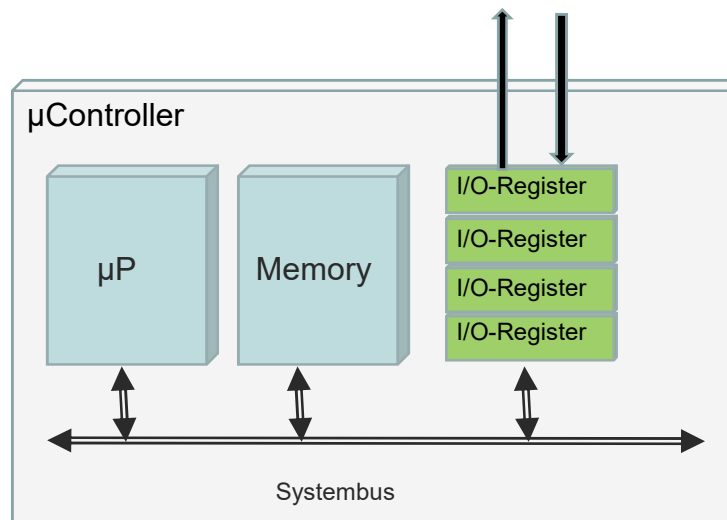 µController
µP
Memory
I/O-Register
I/O-Register
I/O-Register
I/O-Register
Systembus